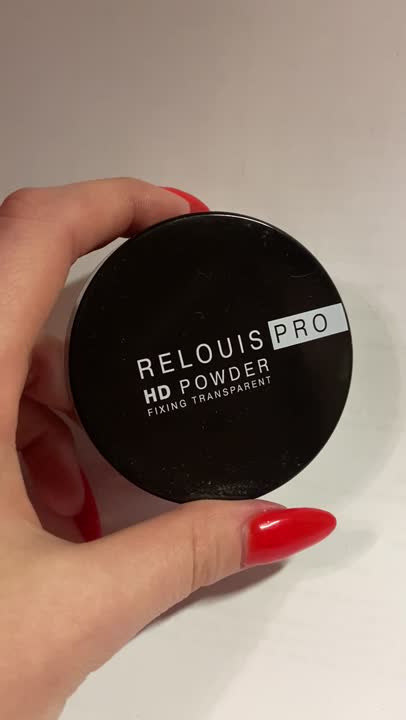 RELOUIS PRO
HD POWDER
FIXING TRANSPARENT